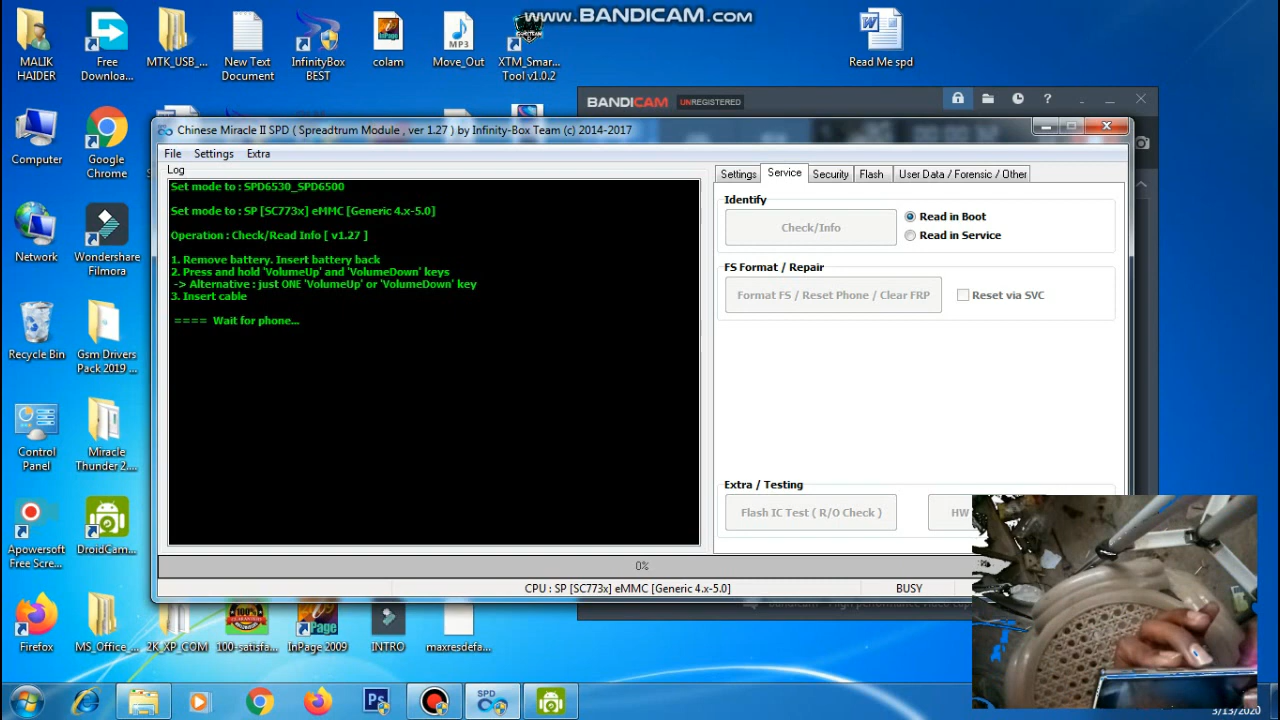 www.BANDICAM.com
MALIK
HAIDER
Free
Downloa...
MTK_USB_...
New Text
Document
InfinityBox
BEST
colam
MP3
Move_Out
XTM_Smar...
Tool v1.0.2
Read Me spd
BANDICAM UNREGISTERED
Computer
Google
Chrome
Network
Wondershare
Filmora
Recycle Bin
Gsm Drivers
Pack 2019 ...
Control
Panel
Miracle
Thunder 2....
Apowersoft
Free Scree...
DroidCam...
Firefox
MS_Office_...
2K_XP_COM
100-satisfa...
InPage 2009
INTRO
maxresdefa...
Chinese Miracle II SPD ( Spreadtrum Module , ver 1.27 ) by Infinity-Box Team (c) 2014-2017
File Settings Extra
Log
Set mode to : SPD6530_SPD6500
Set mode to : SP [SC773x] eMMC [Generic 4.x-5.0]
Operation : Check/Read Info [ v1.27 ]
1. Remove battery. Insert battery back
2. Press and hold 'VolumeUp' and 'VolumeDown' keys
-> Alternative : just ONE 'VolumeUp' or 'VolumeDown' key
3. Insert cable
==== Wait for phone...
Settings Service Security Flash User Data / Forensic / Other
Identify
Check/Info
Read in Boot
Read in Service
FS Format / Repair
Format FS / Reset Phone / Clear FRP
Reset via SVC
Extra / Testing
Flash IC Test ( R/O Check )
HW
0%
CPU : SP [SC773x] eMMC [Generic 4.x-5.0] BUSY
SPD
3/13/2020